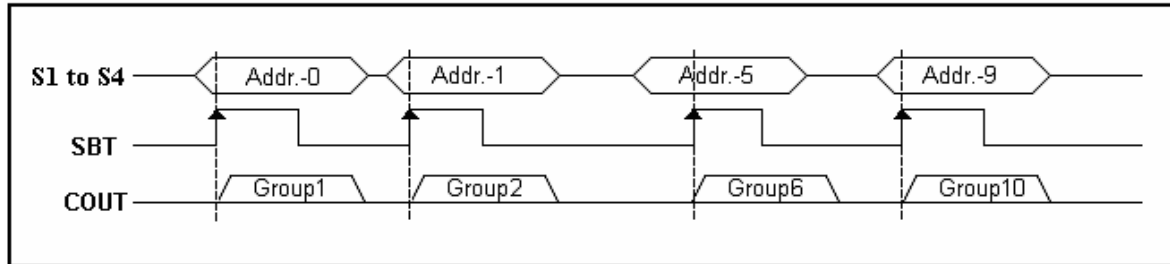 S1 to S4 Addr.-0 Addr.-1 Addr.-5 Addr.-9
SBT
COUT Group1 Group2 Group6 Group10